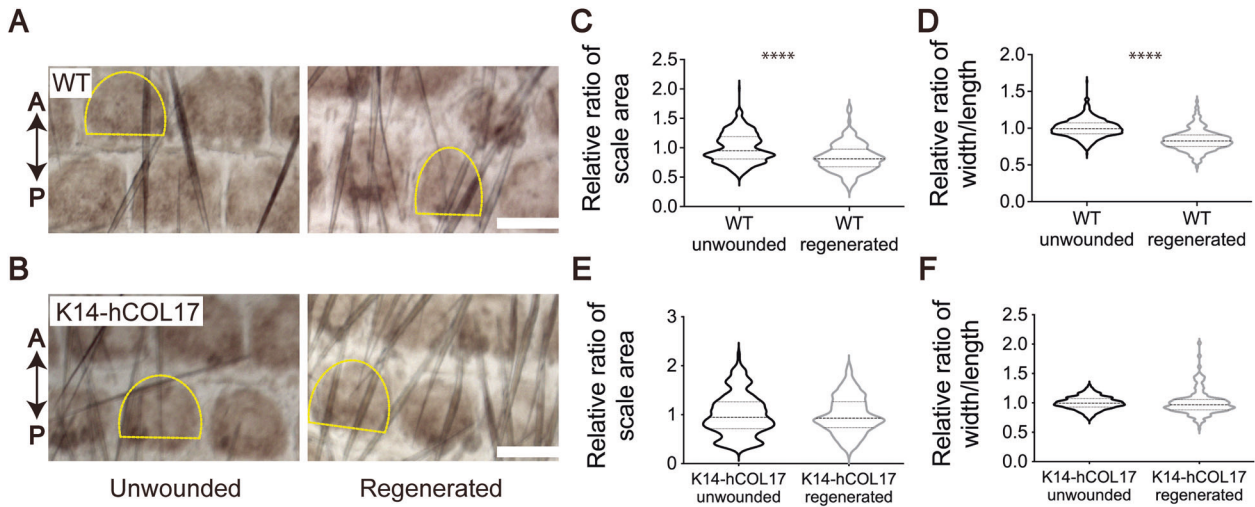 A
WT
A
P
B
K14-hCOL17
A
P
Unwounded
Regenerated
C
Relative ratio of
scale area
2.5
2.0
1.5
1.0
0.5
0.0
****
WT
unwounded
WT
regenerated
D
Relative ratio of
width/length
2.0
1.5
1.0
0.5
0.0
****
WT
unwounded
WT
regenerated
E
Relative ratio of
scale area
3
2
1
0
K14-hCOL17
unwounded
K14-hCOL17
regenerated
F
Relative ratio of
width/length
2.5
2.0
1.5
1.0
0.5
0.0
K14-hCOL17
unwounded
K14-hCOL17
regenerated